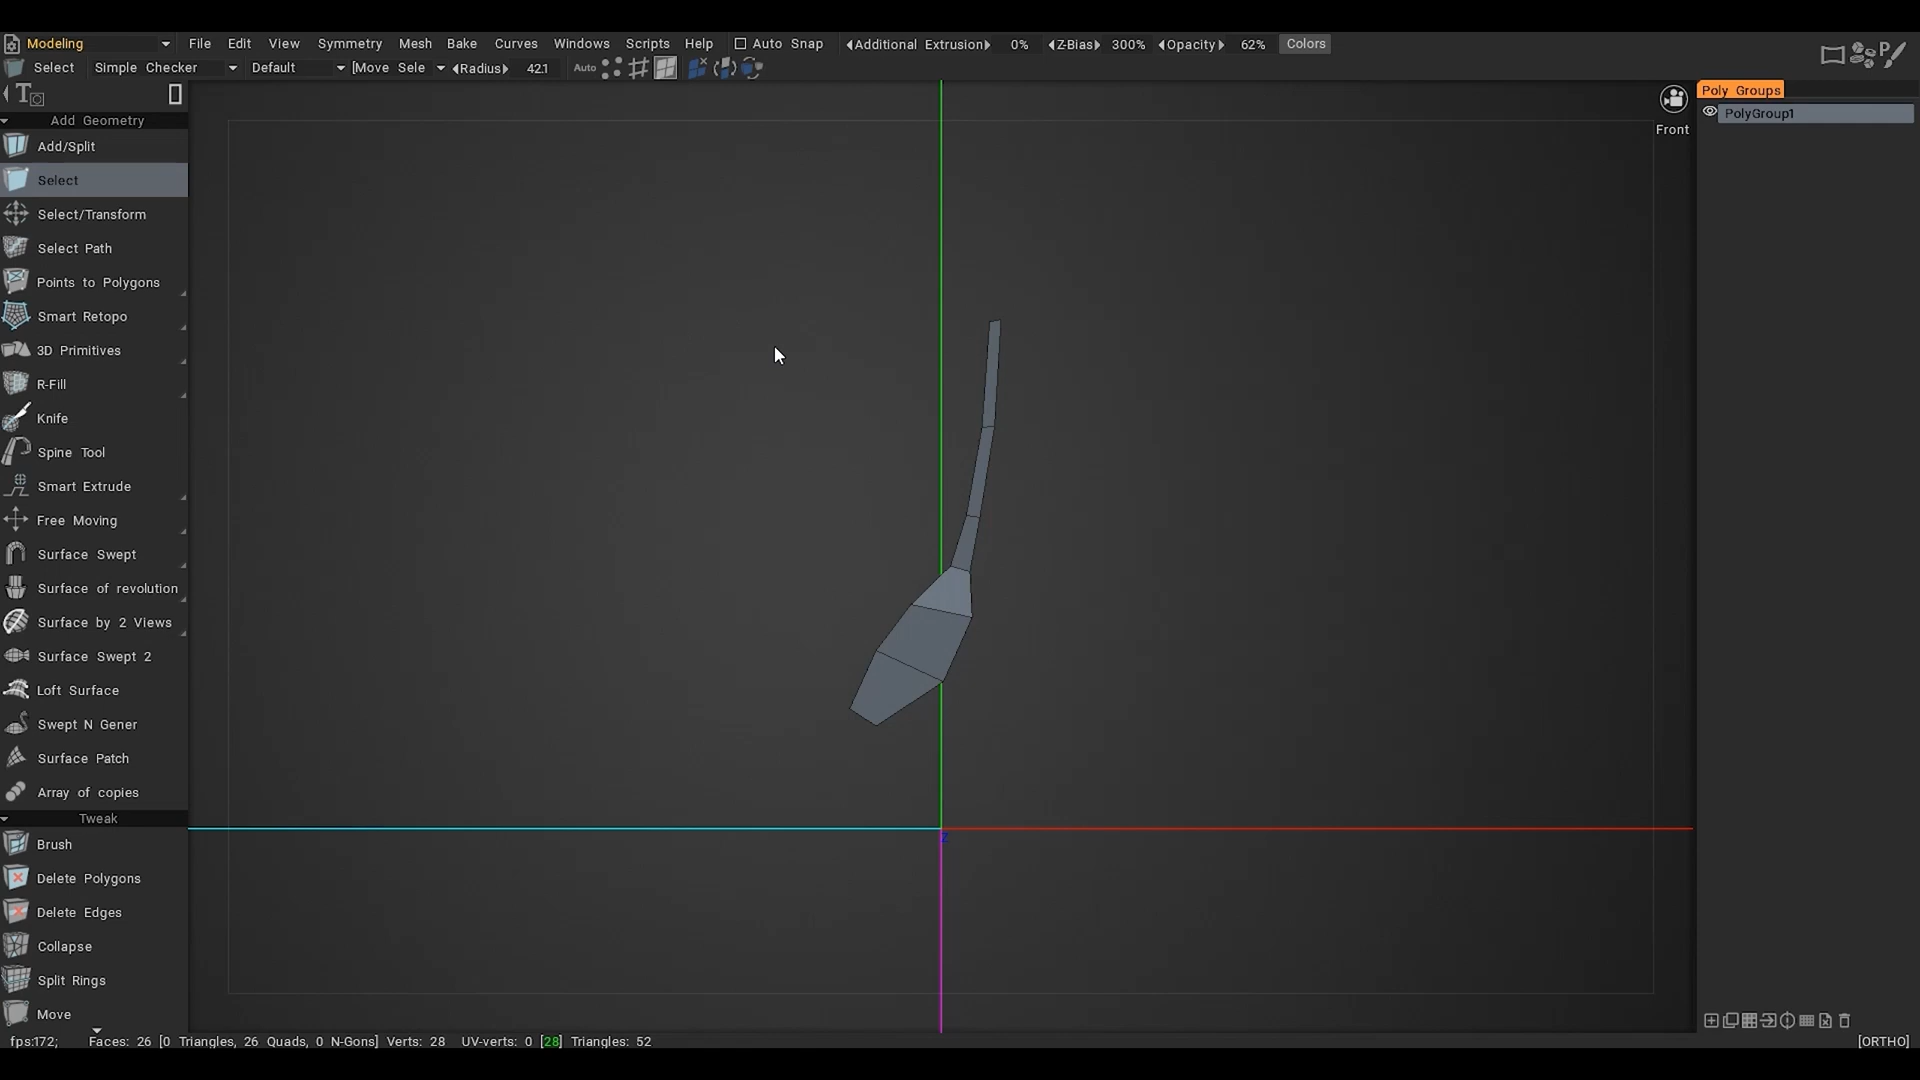 Modeling File Edit View Symmetry Mesh Bake Curves Windows Scripts Help Auto Snap Additional Extrusion 0% Z-Bias 300% Opacity 62% Colors
Select Simple Checker Default [Move Sele Radius 42.1 Auto
T
Add Geometry
Add/Split
Select
Select/Transform
Select Path
Points to Polygons
Smart Retopo
3D Primitives
R-Fill
Knife
Spine Tool
Smart Extrude
Free Moving
Surface Swept
Surface of revolution
Surface by 2 Views
Surface Swept 2
Loft Surface
Swept N Gener
Surface Patch
Array of copies
Tweak
Brush
Delete Polygons
Delete Edges
Collapse
Split Rings
Move
Front
Z
Poly Groups
PolyGroup1
fps:172; Faces: 26 [0 Triangles, 26 Quads, 0 N-Gons] Verts: 28 UV-verts: 0 [28] Triangles: 52 [ORTHO]